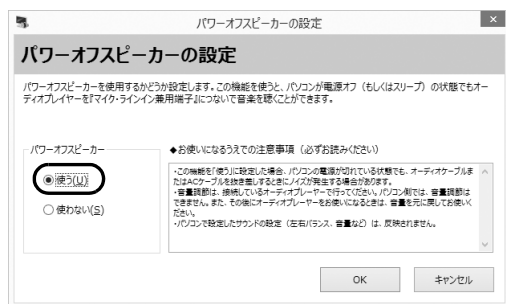 パワーオフスピーカーの設定
×
パワーオフスピーカーの設定
パワーオフスピーカーを使用するかどうか設定します。この機能を使うと、パソコンが電源オフ（もしくはスリープ）の状態でもオー
ディオプレイヤーを『マイク・ラインイン兼用端子』につないで音楽を聴くことができます。
パワーオフスピーカー
使う(U)
使わない(S)
◆お使いになるうえでの注意事項（必ずお読みください）
・この機能を「使う」に設定した場合、パソコンの電源が切れている状態でも、オーディオケーブルま
たはACケーブルを抜き差しするときにノイズが発生する場合があります。
・音量調節は、接続しているオーディオプレーヤーで行ってください。パソコン側では、音量調節は
できません。また、その後にオーディオプレーヤーをお使いになるときは、音量を元に戻してお使いく
ださい。
・パソコンで設定したサウンドの設定（左右バランス、音量など）は、反映されません。
OK
キャンセル